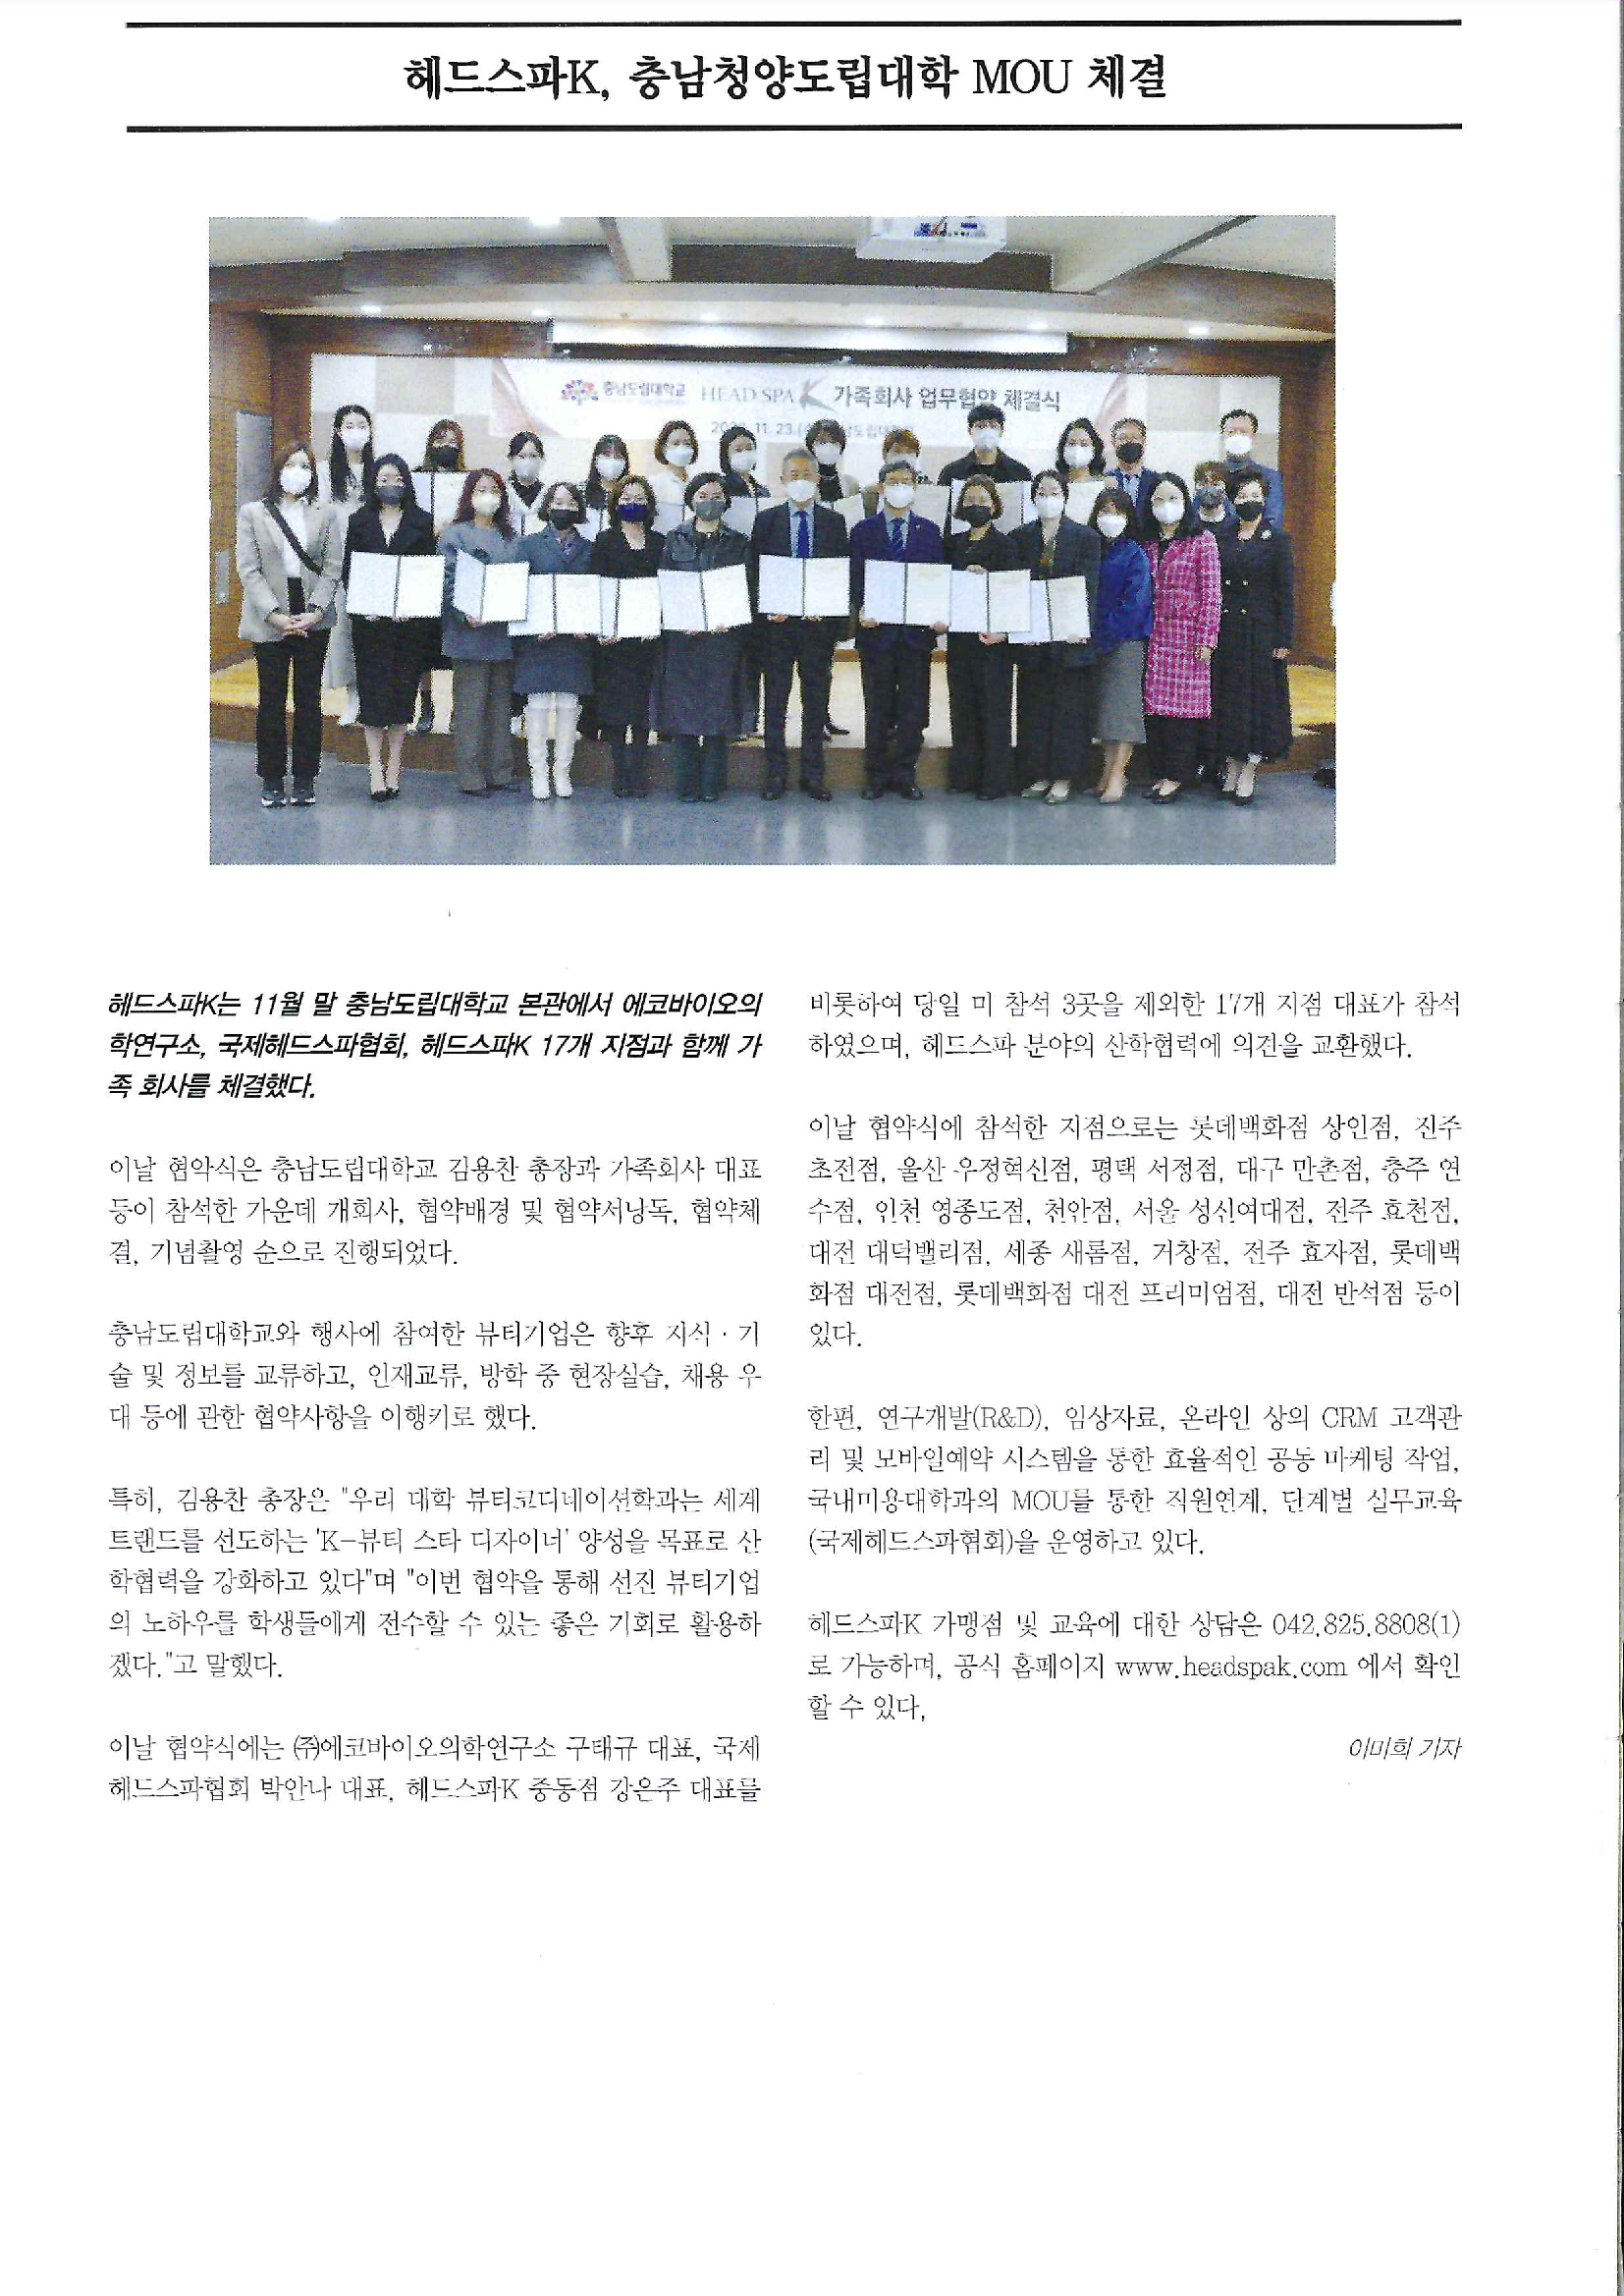 헤드스파K, 충남청양도립대학 MOU 체결
충남도립대학교 HEAD SPA K 가족회사 업무협약 체결식
11. 23.
헤드스파K는 11월 말 충남도립대학교 본관에서 에코바이오의
학연구소, 국제헤드스파협회, 헤드스파K 17개 지점과 함께 가
족 회사를 체결했다.
이날 협약식은 충남도립대학교 김용찬 총장과 가족회사 대표
등이 참석한 가운데 개회사, 협약배경 및 협약서낭독, 협약체
결, 기념촬영 순으로 진행되었다.
충남도립대학교와 행사에 참여한 뷰티기업은 향후 지식·기
술 및 정보를 교류하고, 인재교류, 방학 중 현장실습, 채용 우
대 등에 관한 협약사항을 이행키로 했다.
특히, 김용찬 총장은 "우리 대학 뷰티코디네이션학과는 세계
트랜드를 선도하는 'K-뷰티 스타 디자이너' 양성을 목표로 산
학협력을 강화하고 있다"며 "이번 협약을 통해 선진 뷰티기업
의 노하우를 학생들에게 전수할 수 있는 좋은 기회로 활용하
겠다."고 말했다.
이날 협약식에는 ㈜에코바이오의학연구소 구태규 대표, 국제
헤드스파협회 박안나 대표, 헤드스파K 중동점 강은주 대표를
비롯하여 당일 미 참석 3곳을 제외한 17개 지점 대표가 참석
하였으며, 헤드스파 분야의 산학협력에 의견을 교환했다.
이날 협약식에 참석한 지점으로는 롯데백화점 상인점, 진주
초전점, 울산 우정혁신점, 평택 서정점, 대구 만촌점, 충주 연
수점, 인천 영종도점, 천안점, 서울 성신여대점, 전주 효천점,
대전 대덕밸리점, 세종 새롬점, 거창점, 전주 효자점, 롯데백
화점 대전점, 롯데백화점 대전 프리미엄점, 대전 반석점 등이
있다.
한편, 연구개발(R&D), 임상자료, 온라인 상의 CRM 고객관
리 및 모바일예약 시스템을 통한 효율적인 공동 마케팅 작업,
국내미용대학과의 MOU를 통한 직원연계, 단계별 실무교육
(국제헤드스파협회)을 운영하고 있다.
헤드스파K 가맹점 및 교육에 대한 상담은 042.825.8808(1)
로 가능하며, 공식 홈페이지 www.headspak.com 에서 확인
할 수 있다,
이미희 기자